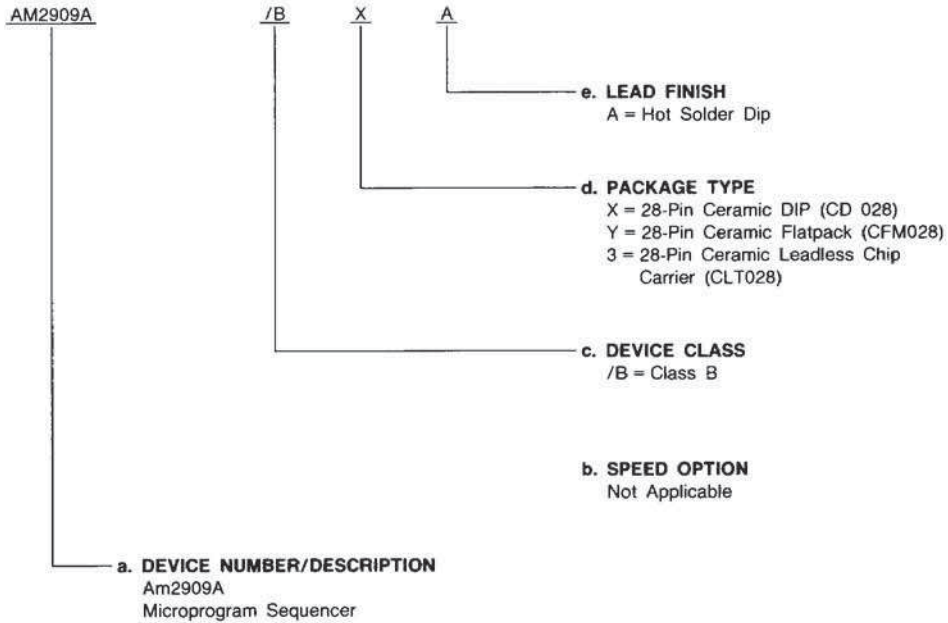 AM2909A /B X A
e. LEAD FINISH
A = Hot Solder Dip
d. PACKAGE TYPE
X = 28-Pin Ceramic DIP (CD 028)
Y = 28-Pin Ceramic Flatpack (CFM028)
3 = 28-Pin Ceramic Leadless Chip
Carrier (CLT028)
c. DEVICE CLASS
/B = Class B
b. SPEED OPTION
Not Applicable
a. DEVICE NUMBER/DESCRIPTION
Am2909A
Microprogram Sequencer